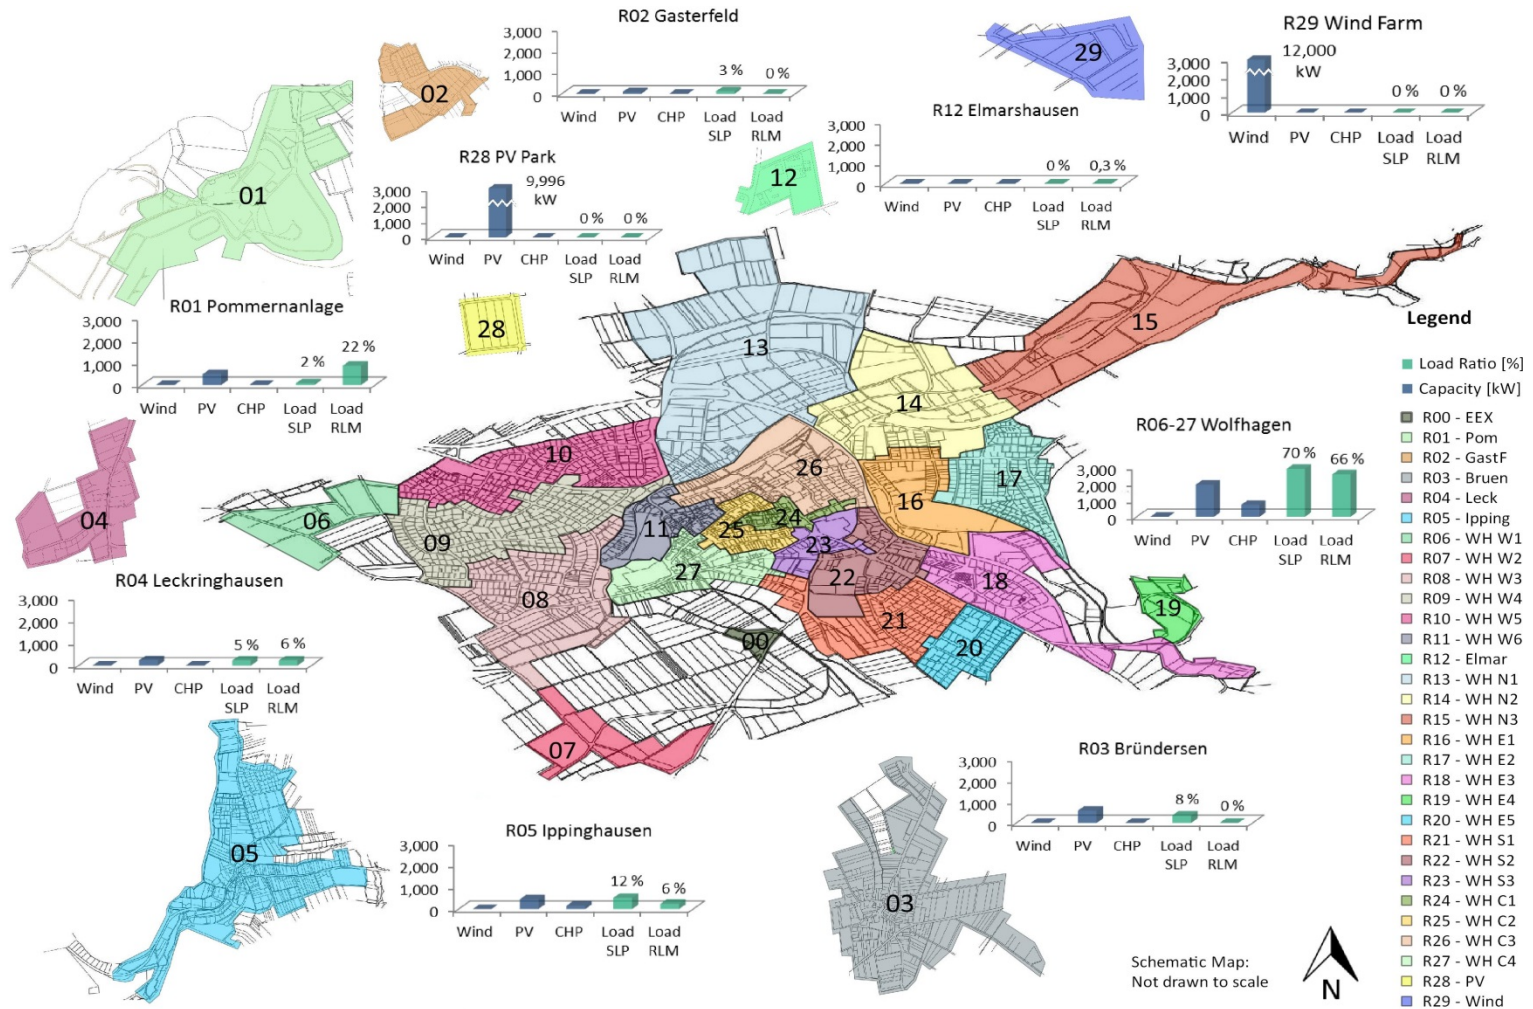 R02 Gasterfeld
3,000
2,000
1,000
0
3 %
0 %
Wind PV CHP Load SLP Load RLM
02
29
R29 Wind Farm
12,000 kW
3,000
2,000
1,000
0
0 %
0 %
Wind PV CHP Load SLP Load RLM
01
R28 PV Park
9,996 kW
3,000
2,000
1,000
0
0 %
0 %
Wind PV CHP Load SLP Load RLM
28
12
R12 Elmarshausen
3,000
2,000
1,000
0
0 %
0,3 %
Wind PV CHP Load SLP Load RLM
R01 Pommernanlage
3,000
2,000
1,000
0
2 %
22 %
Wind PV CHP Load SLP Load RLM
13
15
14
10
26
17
16
06
09
11
25
24
23
27
22
18
08
21
20
19
00
07
R06-27 Wolfhagen
3,000
2,000
1,000
0
70 %
66 %
Wind PV CHP Load SLP Load RLM
04
R04 Leckringhausen
3,000
2,000
1,000
0
5 %
6 %
Wind PV CHP Load SLP Load RLM
05
R05 Ippinghausen
3,000
2,000
1,000
0
12 %
6 %
Wind PV CHP Load SLP Load RLM
03
R03 Bründersen
3,000
2,000
1,000
0
8 %
0 %
Wind PV CHP Load SLP Load RLM
Schematic Map:
Not drawn to scale
N
Legend
Load Ratio [%]
Capacity [kW]
R00 - EEX
R01 - Pom
R02 - GastF
R03 - Bruen
R04 - Leck
R05 - Ipping
R06 - WH W1
R07 - WH W2
R08 - WH W3
R09 - WH W4
R10 - WH W5
R11 - WH W6
R12 - Elmar
R13 - WH N1
R14 - WH N2
R15 - WH N3
R16 - WH E1
R17 - WH E2
R18 - WH E3
R19 - WH E4
R20 - WH E5
R21 - WH S1
R22 - WH S2
R23 - WH S3
R24 - WH C1
R25 - WH C2
R26 - WH C3
R27 - WH C4
R28 - PV
R29 - Wind